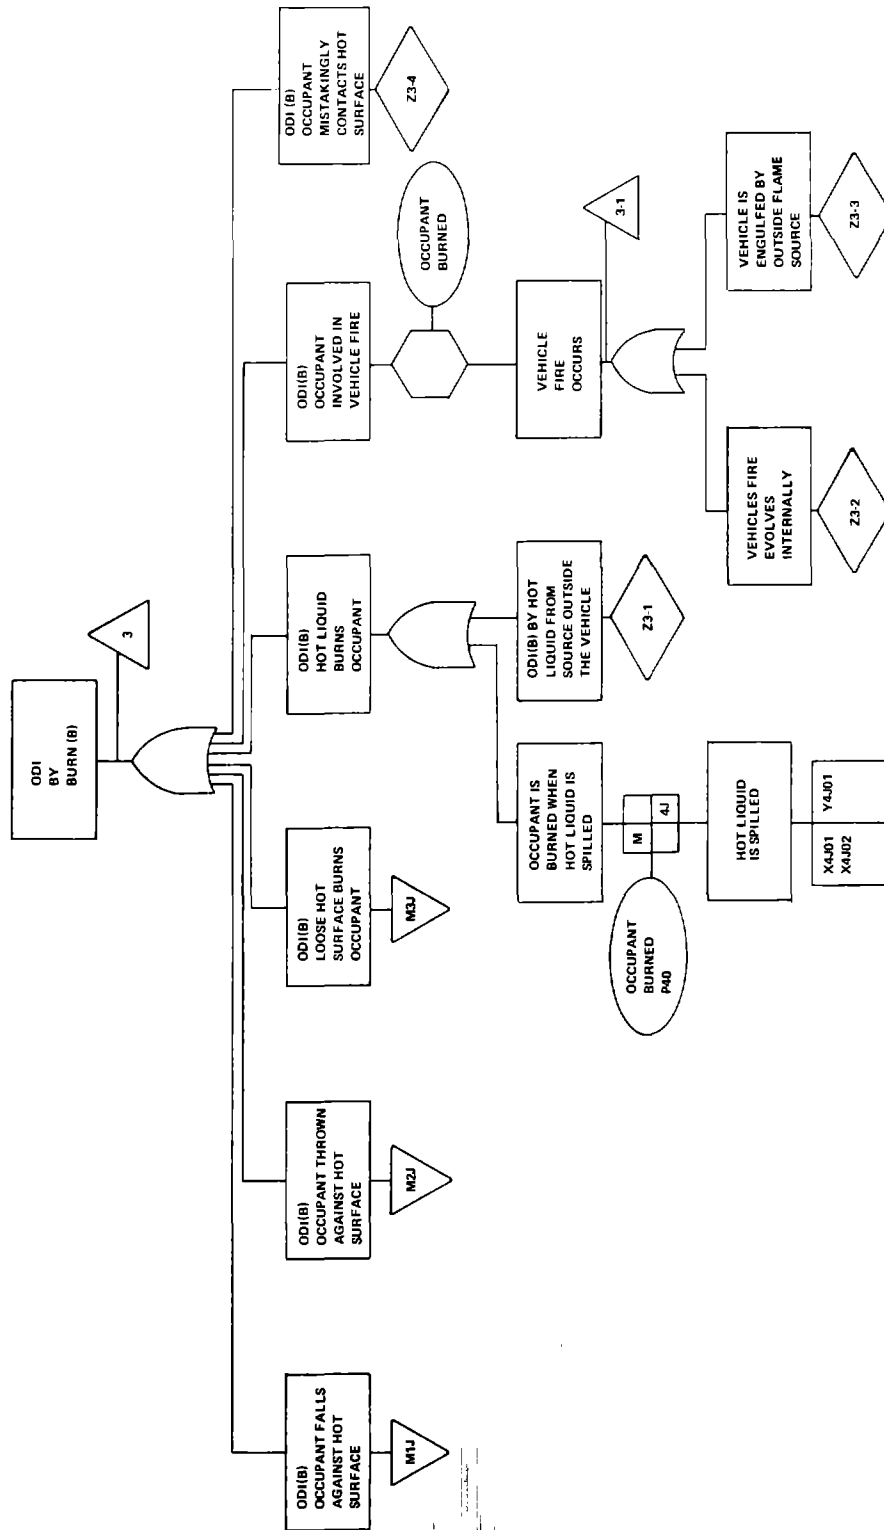 ODI
BY
BURN (B)
3
ODI(B)
OCCUPANT FALLS
AGAINST HOT
SURFACE
M1J
ODI(B)
OCCUPANT THROWN
AGAINST HOT
SURFACE
M2J
ODI(B)
LOOSE HOT
SURFACE BURNS
OCCUPANT
M3J
ODI(B)
HOT LIQUID
BURNS
OCCUPANT
ODI(B)
OCCUPANT
INVOLVED IN
VEHICLE FIRE
ODI (B)
OCCUPANT
MISTAKINGLY
CONTACTS HOT
SURFACE
Z3-4
OCCUPANT
BURNED
OCCUPANT IS
BURNED WHEN
HOT LIQUID IS
SPILLED
ODI(B) BY HOT
LIQUID FROM
SOURCE OUTSIDE
THE VEHICLE
Z3-1
VEHICLE
FIRE
OCCURS
3-1
OCCUPANT
BURNED
P40
M
4J
HOT LIQUID
IS SPILLED
X4J01
X4J02
Y4J01
VEHICLES FIRE
EVOLVES
INTERNALLY
Z3-2
VEHICLE IS
ENGULFED BY
OUTSIDE FLAME
SOURCE
Z3-3